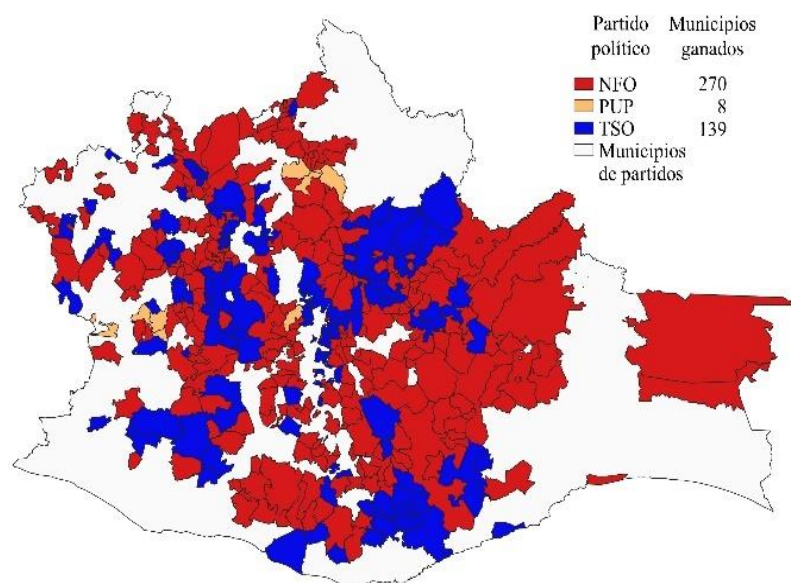 Partido Municipios
político ganados
NFO 270
PUP 8
TSO 139
Municipios
de partidos